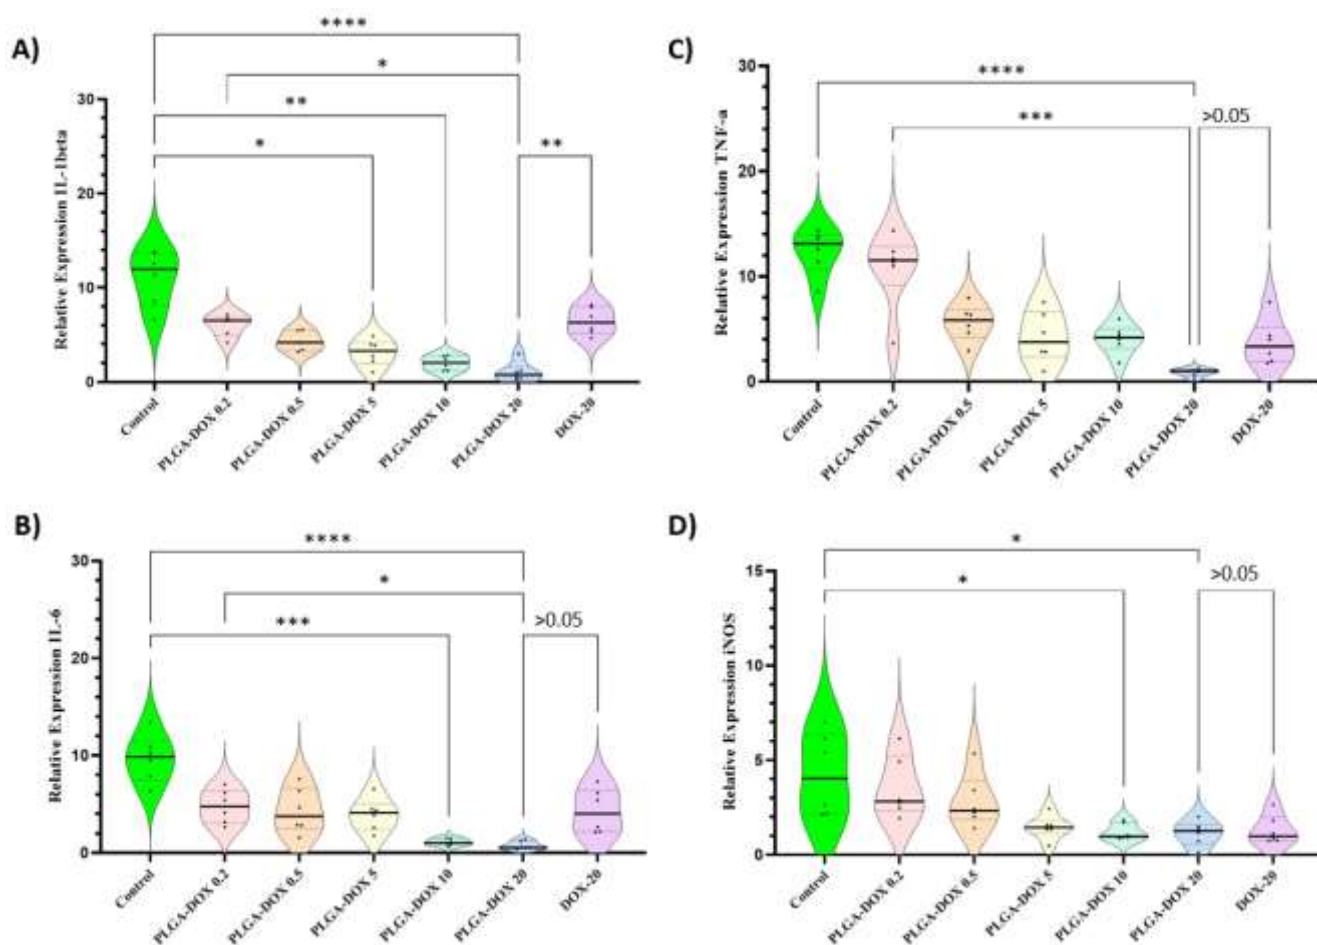 A)
****
*
**
*
**
Relative Expression IL-1beta
30
20
10
0
Control
PLGA-DOX 0.2
PLGA-DOX 0.5
PLGA-DOX 5
PLGA-DOX 10
PLGA-DOX 20
DOX-20
C)
****
***
>0.05
Relative Expression TNF-a
30
20
10
0
Control
PLGA-DOX 0.2
PLGA-DOX 0.5
PLGA-DOX 5
PLGA-DOX 10
PLGA-DOX 20
DOX-20
B)
****
*
***
>0.05
Relative Expression IL-6
30
20
10
0
Control
PLGA-DOX 0.2
PLGA-DOX 0.5
PLGA-DOX 5
PLGA-DOX 10
PLGA-DOX 20
DOX-20
D)
*
*
>0.05
Relative Expression iNOS
15
10
5
0
Control
PLGA-DOX 0.2
PLGA-DOX 0.5
PLGA-DOX 5
PLGA-DOX 10
PLGA-DOX 20
DOX-20